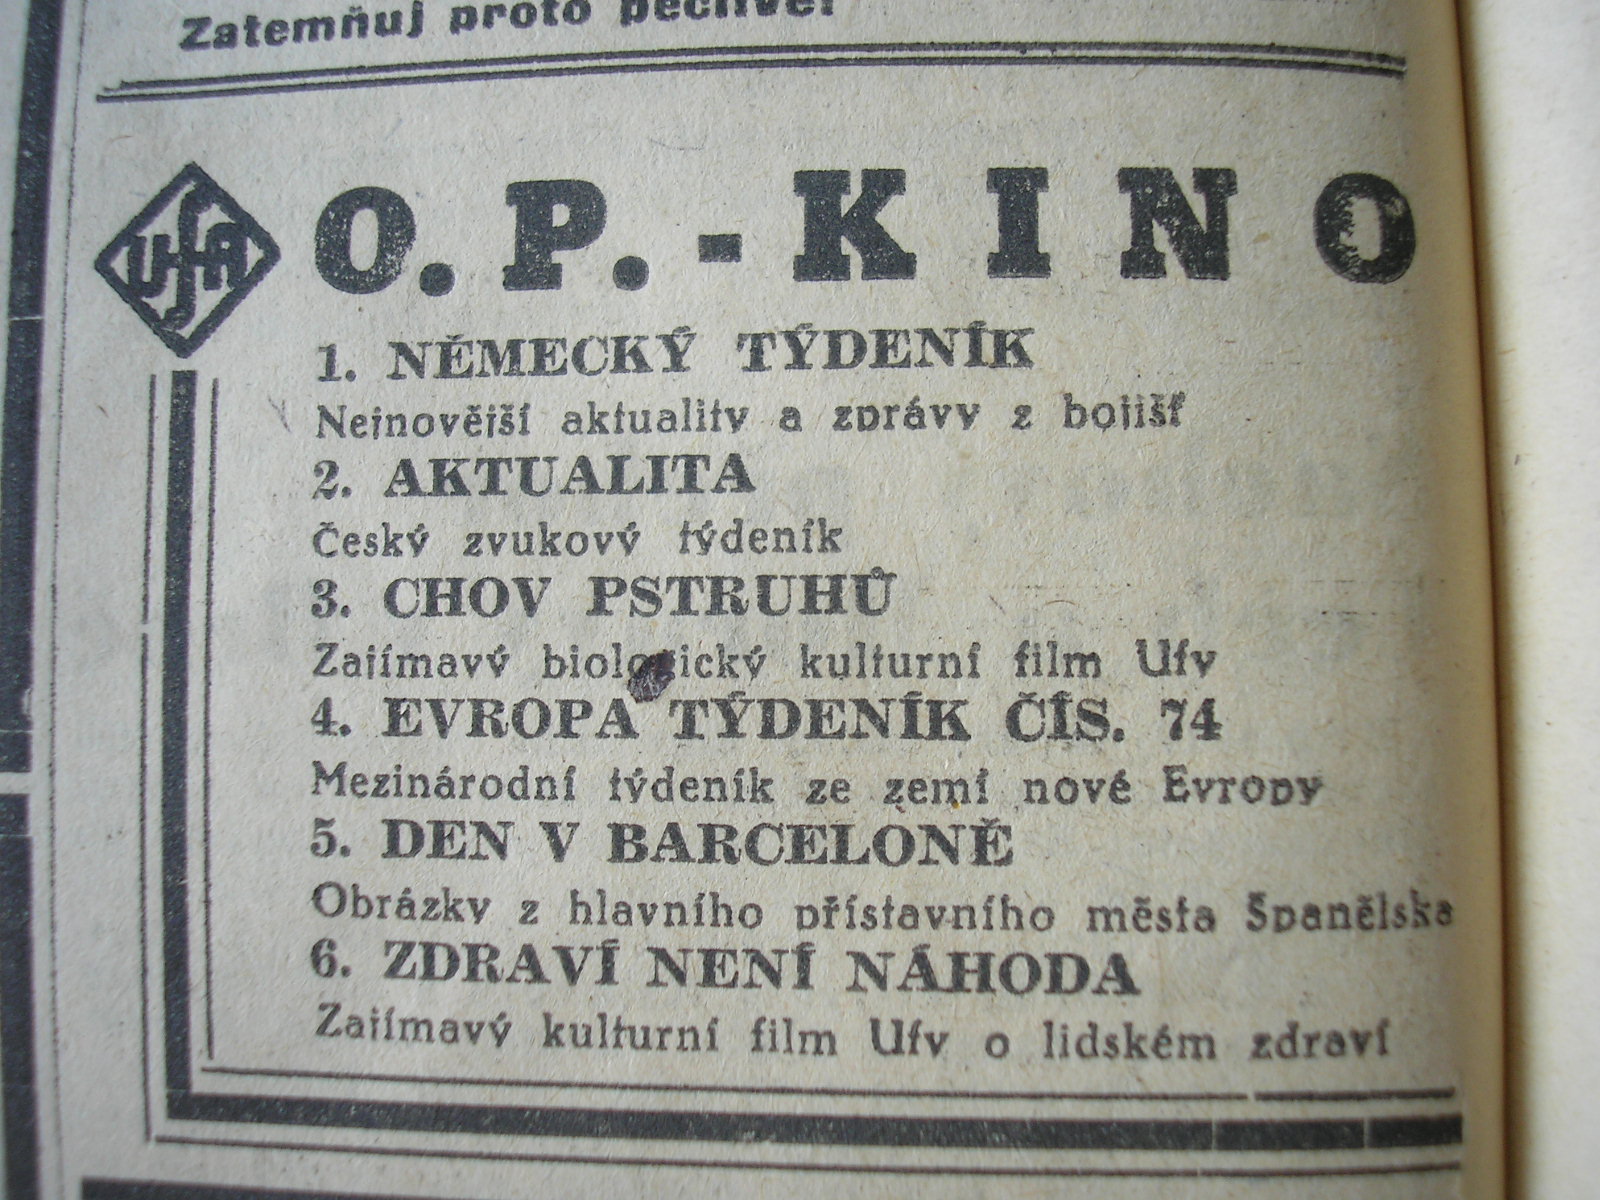 Zatemňuj proto pečlivě!
UFA
O. P. - KINO
1. NĚMECKÝ TÝDENÍK
Nejnovější aktuality a zprávy z bojišť
2. AKTUALITA
Český zvukový týdeník
3. CHOV PSTRUHŮ
Zajímavý biologický kulturní film Ufy
4. EVROPA TÝDENÍK ČÍS. 74
Mezinárodní týdeník ze zemí nové Evropy
5. DEN V BARCELONĚ
Obrázky z hlavního přístavního města Španělska
6. ZDRAVÍ NENÍ NÁHODA
Zajímavý kulturní film Ufy o lidském zdraví